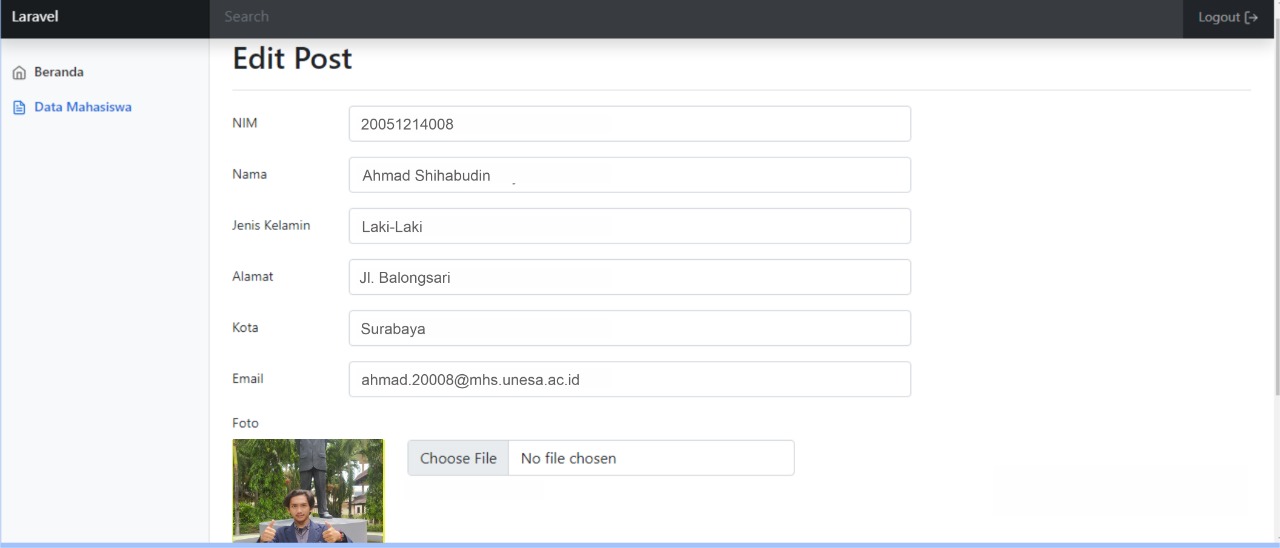 Laravel
Search
Logout
Beranda
Data Mahasiswa
Edit Post
NIM
20051214008
Nama
Ahmad Shihabudin
Jenis Kelamin
Laki-Laki
Alamat
Jl. Balongsari
Kota
Surabaya
Email
ahmad.20008@mhs.unesa.ac.id
Foto
Choose File No file chosen